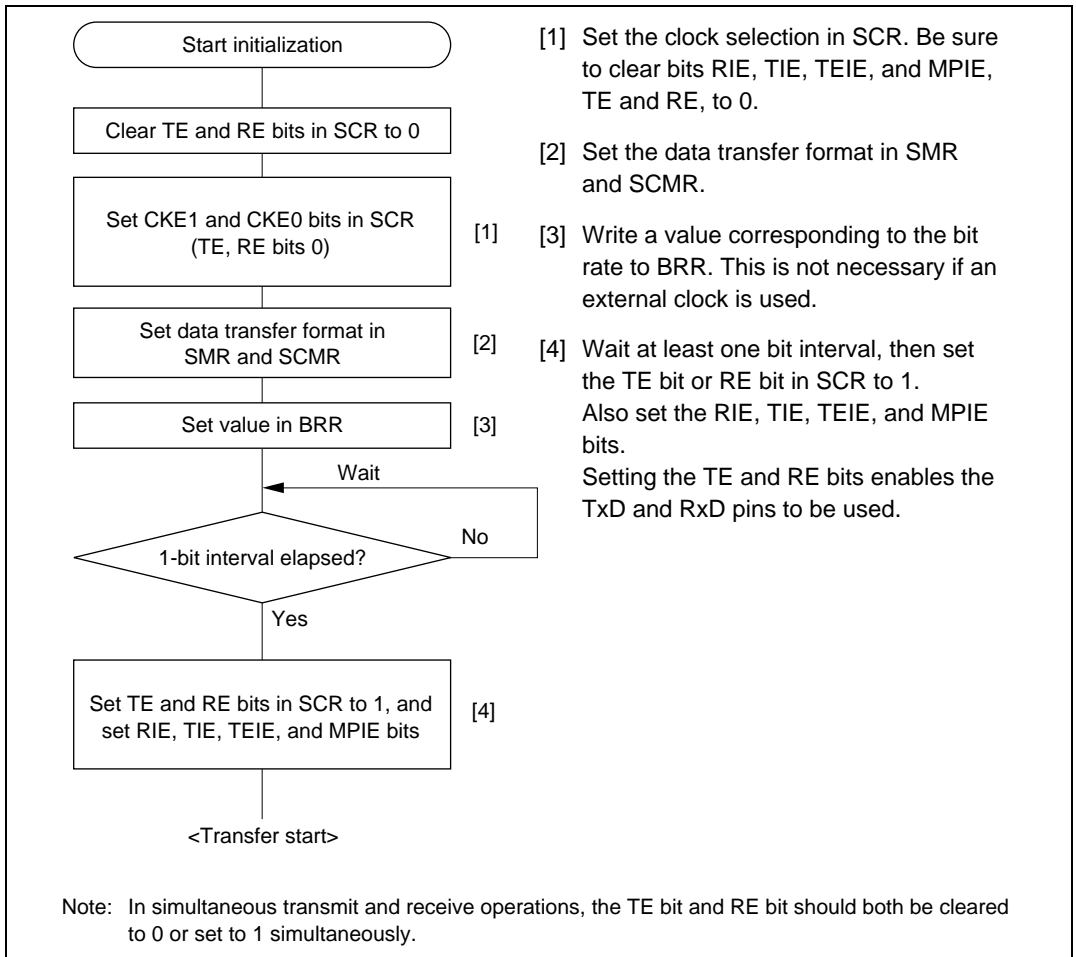 Start initialization
Clear TE and RE bits in SCR to 0
Set CKE1 and CKE0 bits in SCR
(TE, RE bits 0)
[1]
Set data transfer format in
SMR and SCMR
[2]
Set value in BRR
[3]
Wait
No
1-bit interval elapsed?
Yes
Set TE and RE bits in SCR to 1, and
set RIE, TIE, TEIE, and MPIE bits
[4]
<Transfer start>
[1] Set the clock selection in SCR. Be sure
to clear bits RIE, TIE, TEIE, and MPIE,
TE and RE, to 0.
[2] Set the data transfer format in SMR
and SCMR.
[3] Write a value corresponding to the bit
rate to BRR. This is not necessary if an
external clock is used.
[4] Wait at least one bit interval, then set
the TE bit or RE bit in SCR to 1.
Also set the RIE, TIE, TEIE, and MPIE
bits.
Setting the TE and RE bits enables the
TxD and RxD pins to be used.
Note: In simultaneous transmit and receive operations, the TE bit and RE bit should both be cleared
to 0 or set to 1 simultaneously.